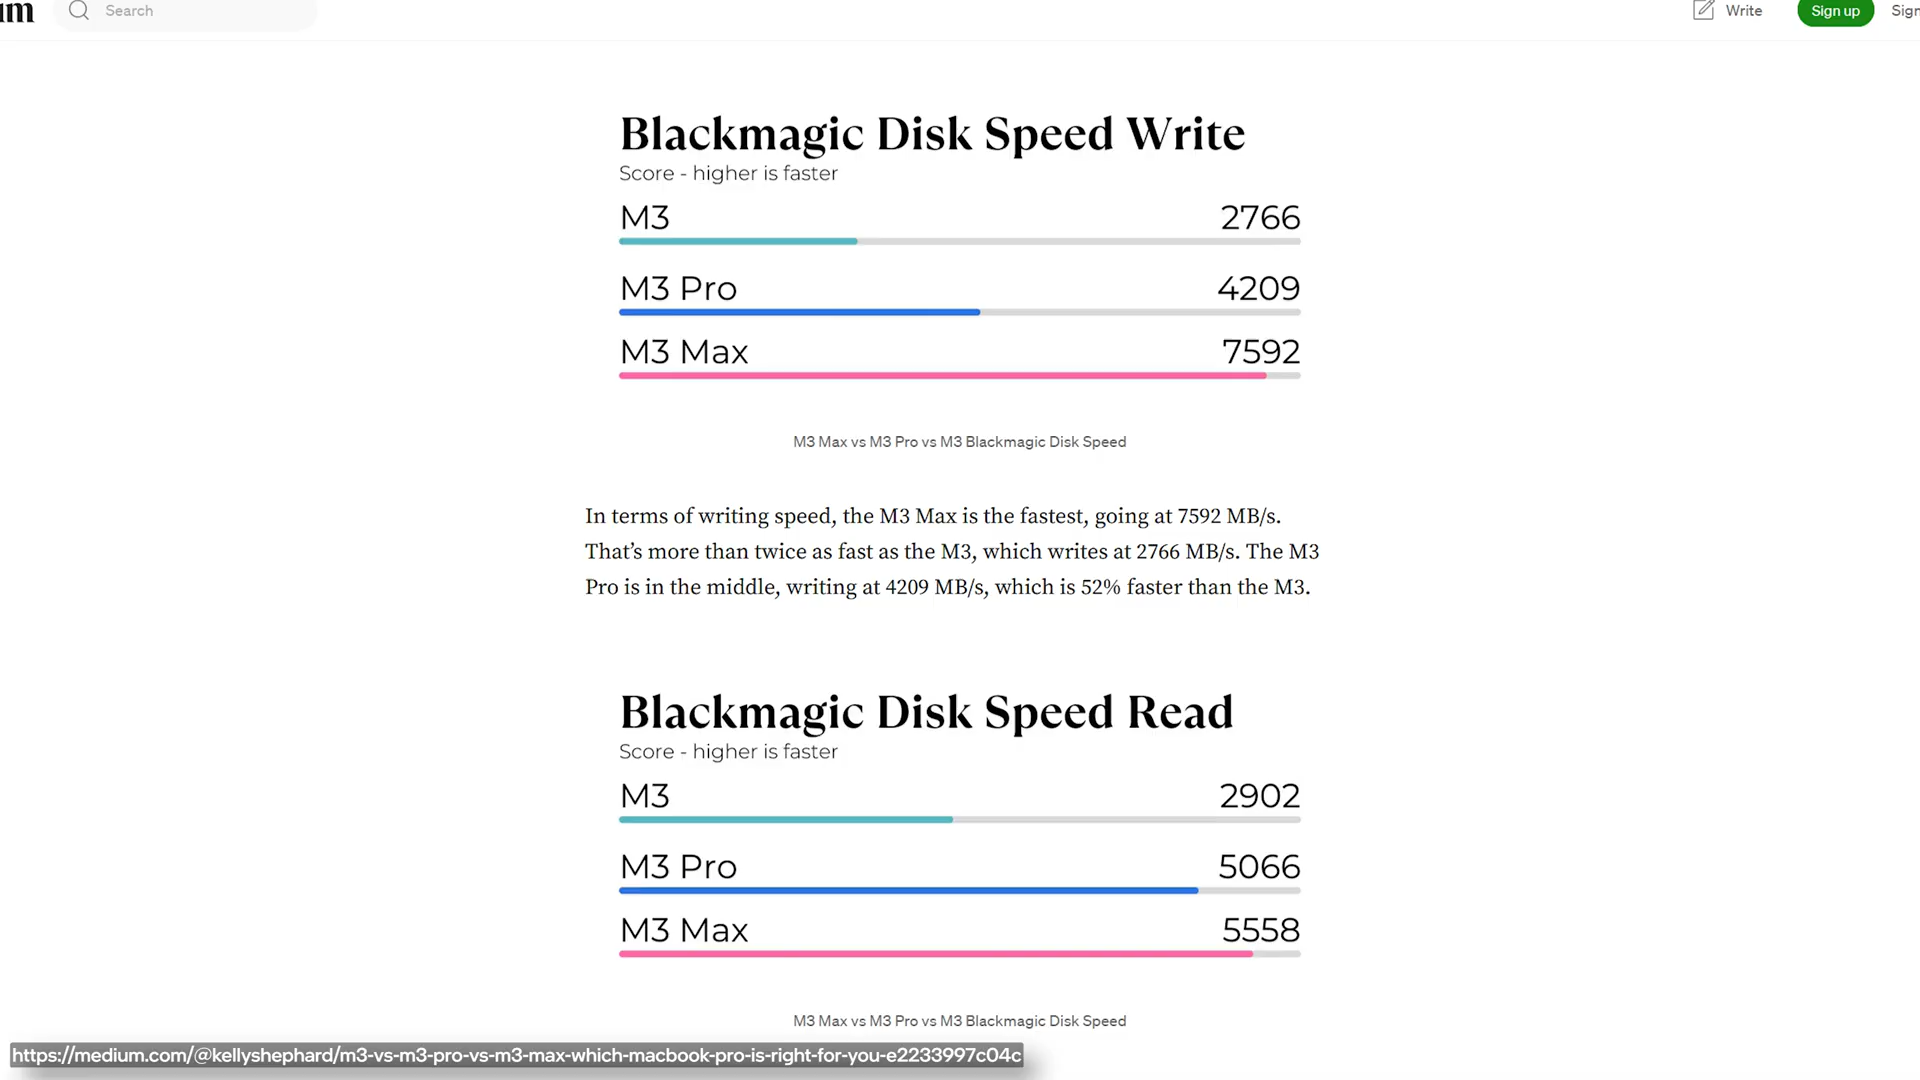 um
Search
Write
Sign up
Sign
Blackmagic Disk Speed Write
Score - higher is faster
M3 2766
M3 Pro 4209
M3 Max 7592
M3 Max vs M3 Pro vs M3 Blackmagic Disk Speed
In terms of writing speed, the M3 Max is the fastest, going at 7592 MB/s.
That’s more than twice as fast as the M3, which writes at 2766 MB/s. The M3
Pro is in the middle, writing at 4209 MB/s, which is 52% faster than the M3.
Blackmagic Disk Speed Read
Score - higher is faster
M3 2902
M3 Pro 5066
M3 Max 5558
M3 Max vs M3 Pro vs M3 Blackmagic Disk Speed
https://medium.com/@kellyshephard/m3-vs-m3-pro-vs-m3-max-which-macbook-pro-is-right-for-you-e2233997c04c